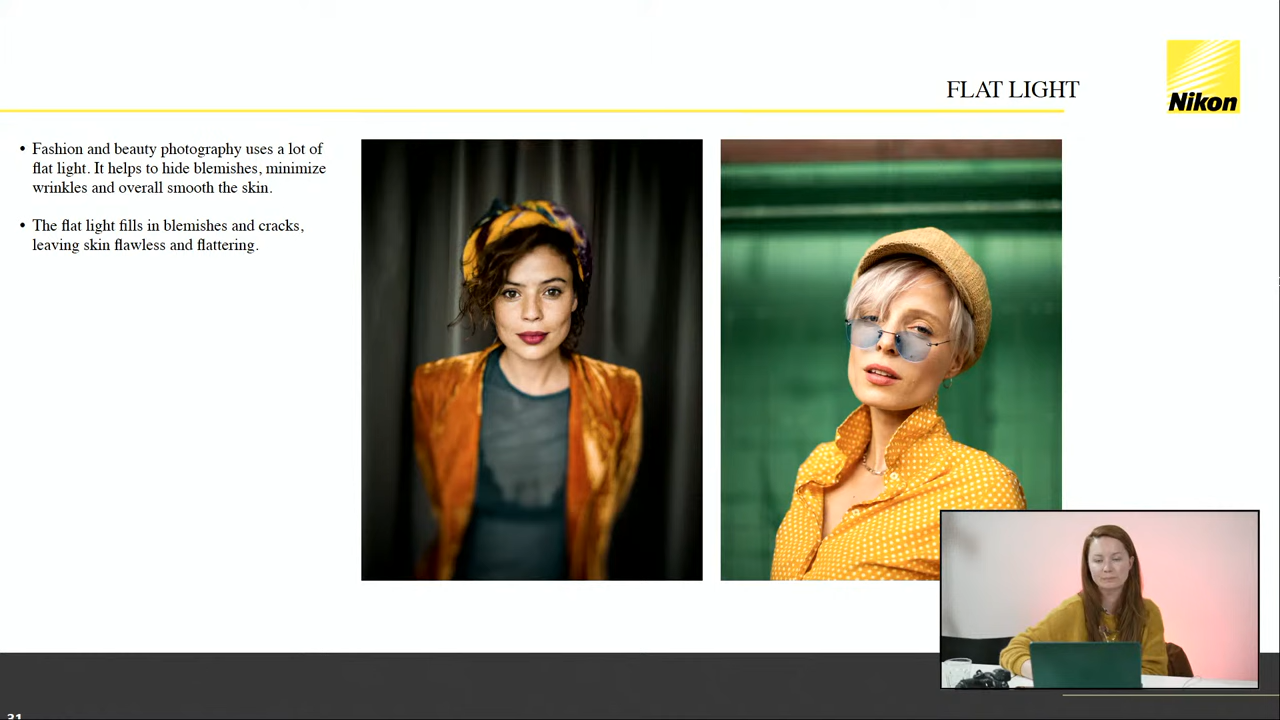 FLAT LIGHT
Nikon
• Fashion and beauty photography uses a lot of
flat light. It helps to hide blemishes, minimize
wrinkles and overall smooth the skin.
• The flat light fills in blemishes and cracks,
leaving skin flawless and flattering.
31